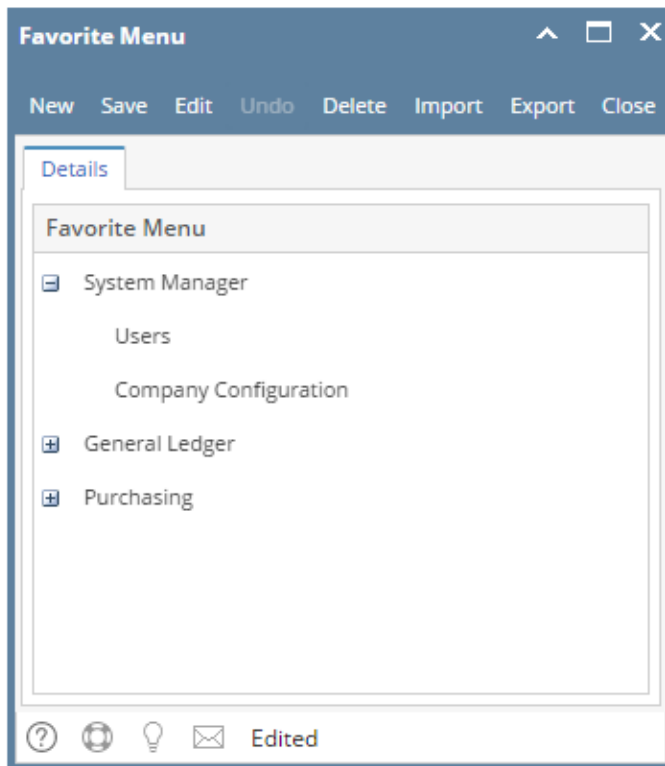 Favorite Menu
New Save Edit Undo Delete Import Export Close
Details
Favorite Menu
System Manager
Users
Company Configuration
General Ledger
Purchasing
Edited